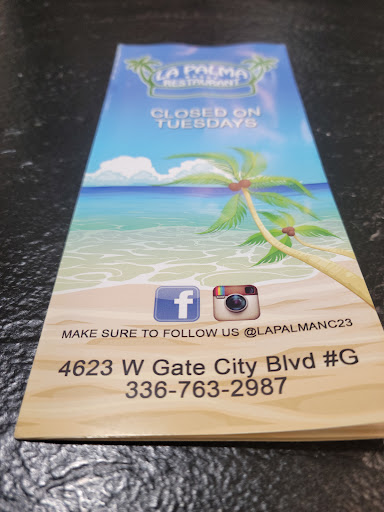 LA PALMA
RESTAURANT
CLOSED ON
TUESDAYS
MAKE SURE TO FOLLOW US @LAPALMANC23
4623 W Gate City Blvd #G
336-763-2987